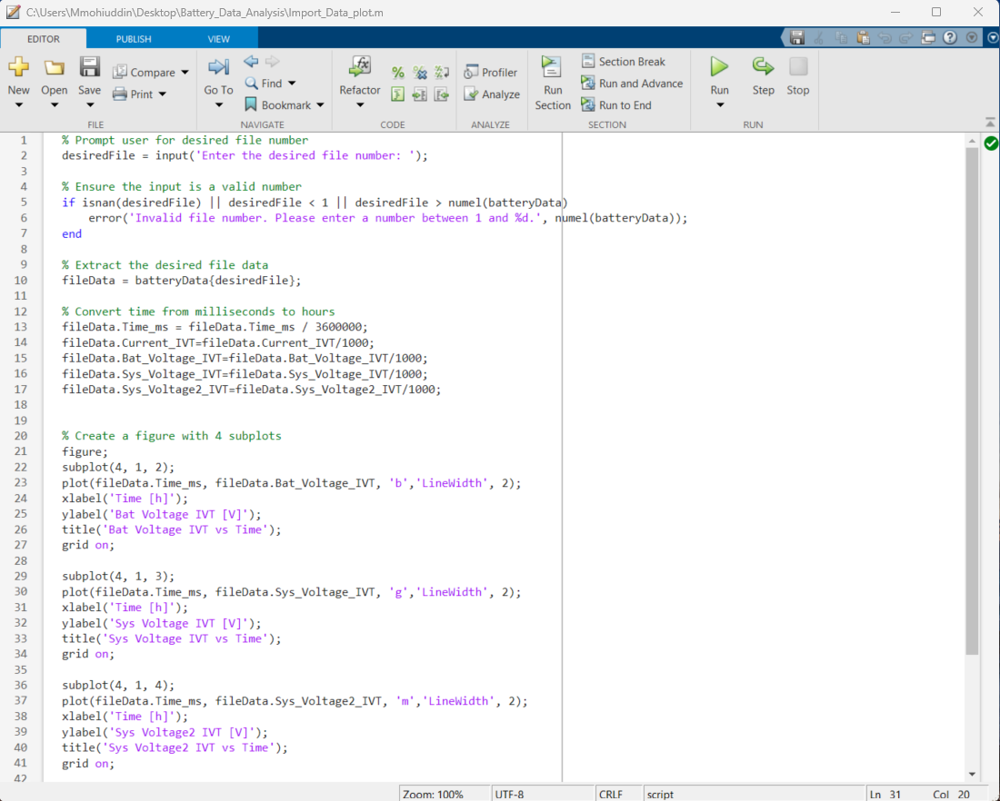 C:\Users\Mmohiuddin\Desktop\Battery_Data_Analysis\Import_Data_plot.m
EDITOR PUBLISH VIEW
New Open Save Compare Print Go To Find Bookmark Refactor Profiler Analyze Run Section Section Break Run and Advance Run to End Run Step Stop
FILE NAVIGATE CODE ANALYZE SECTION RUN
1 % Prompt user for desired file number
2 desiredFile = input('Enter the desired file number: ');
3
4 % Ensure the input is a valid number
5 if isnan(desiredFile) || desiredFile < 1 || desiredFile > numel(batteryData)
6 error('Invalid file number. Please enter a number between 1 and %d.', numel(batteryData));
7 end
8
9 % Extract the desired file data
10 fileData = batteryData{desiredFile};
11
12 % Convert time from milliseconds to hours
13 fileData.Time_ms = fileData.Time_ms / 3600000;
14 fileData.Current_IVT=fileData.Current_IVT/1000;
15 fileData.Bat_Voltage_IVT=fileData.Bat_Voltage_IVT/1000;
16 fileData.Sys_Voltage_IVT=fileData.Sys_Voltage_IVT/1000;
17 fileData.Sys_Voltage2_IVT=fileData.Sys_Voltage2_IVT/1000;
18
19
20 % Create a figure with 4 subplots
21 figure;
22 subplot(4, 1, 2);
23 plot(fileData.Time_ms, fileData.Bat_Voltage_IVT, 'b','LineWidth', 2);
24 xlabel('Time [h]');
25 ylabel('Bat Voltage IVT [V]');
26 title('Bat Voltage IVT vs Time');
27 grid on;
28
29 subplot(4, 1, 3);
30 plot(fileData.Time_ms, fileData.Sys_Voltage_IVT, 'g','LineWidth', 2);
31 xlabel('Time [h]');
32 ylabel('Sys Voltage IVT [V]');
33 title('Sys Voltage IVT vs Time');
34 grid on;
35
36 subplot(4, 1, 4);
37 plot(fileData.Time_ms, fileData.Sys_Voltage2_IVT, 'm','LineWidth', 2);
38 xlabel('Time [h]');
39 ylabel('Sys Voltage2 IVT [V]');
40 title('Sys Voltage2 IVT vs Time');
41 grid on;
42
Zoom: 100% UTF-8 CRLF script Ln 31 Col 20